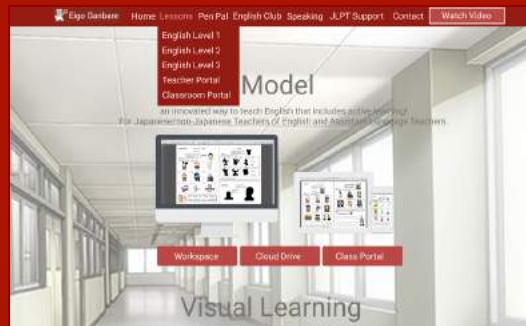 Eigo Ganbare Home Lessons Pen Pal English Club Speaking JLPT Support Contact Watch Video
English Level 1
English Level 2
English Level 3
Teacher Portal
Classroom Portal
Model
an innovated way to teach English that includes active learning!
For Japanese/non-Japanese Teachers of English and Assistant Language Teachers.
Workspace Cloud Drive Class Portal
Visual Learning